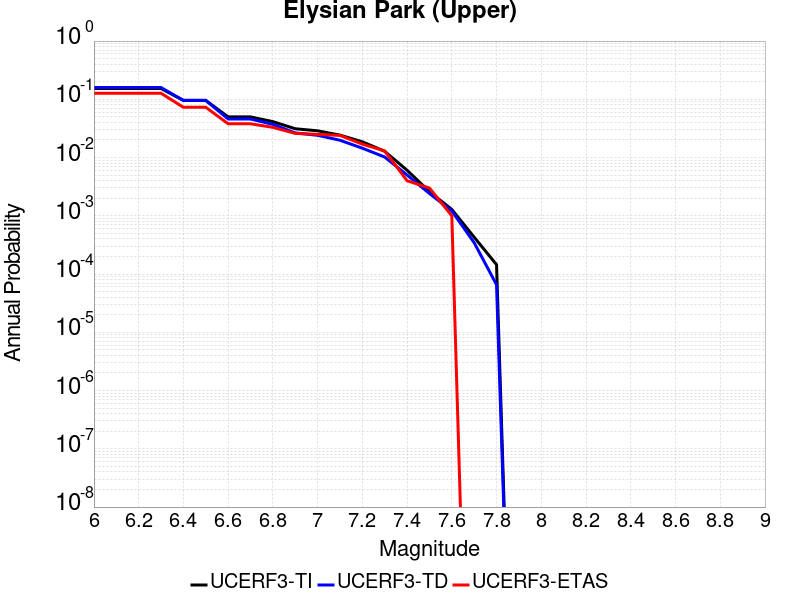 Elysian Park (Upper)
10^0
10^-1
10^-2
10^-3
10^-4
10^-5
10^-6
10^-7
10^-8
Annual Probability
6 6.2 6.4 6.6 6.8 7 7.2 7.4 7.6 7.8 8 8.2 8.4 8.6 8.8 9
Magnitude
UCERF3-TI UCERF3-TD UCERF3-ETAS